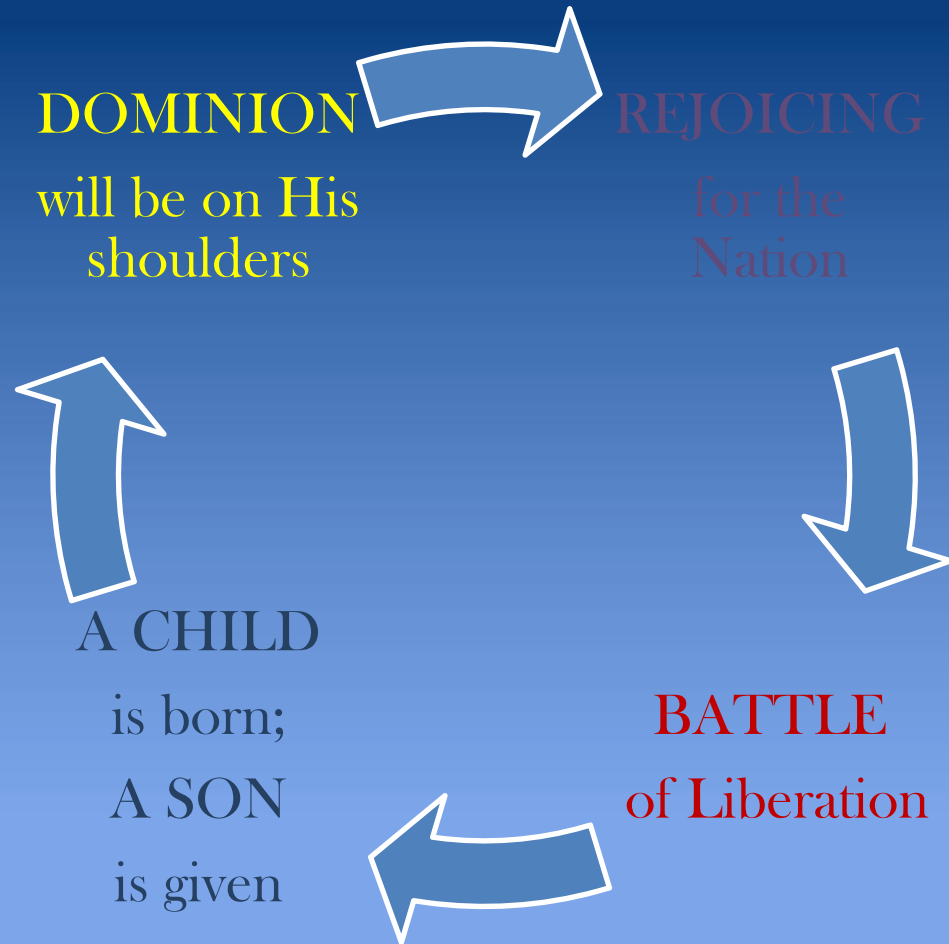 DOMINION
will be on His
shoulders
REJOICING
for the
Nation
BATTLE
of Liberation
A CHILD
is born;
A SON
is given